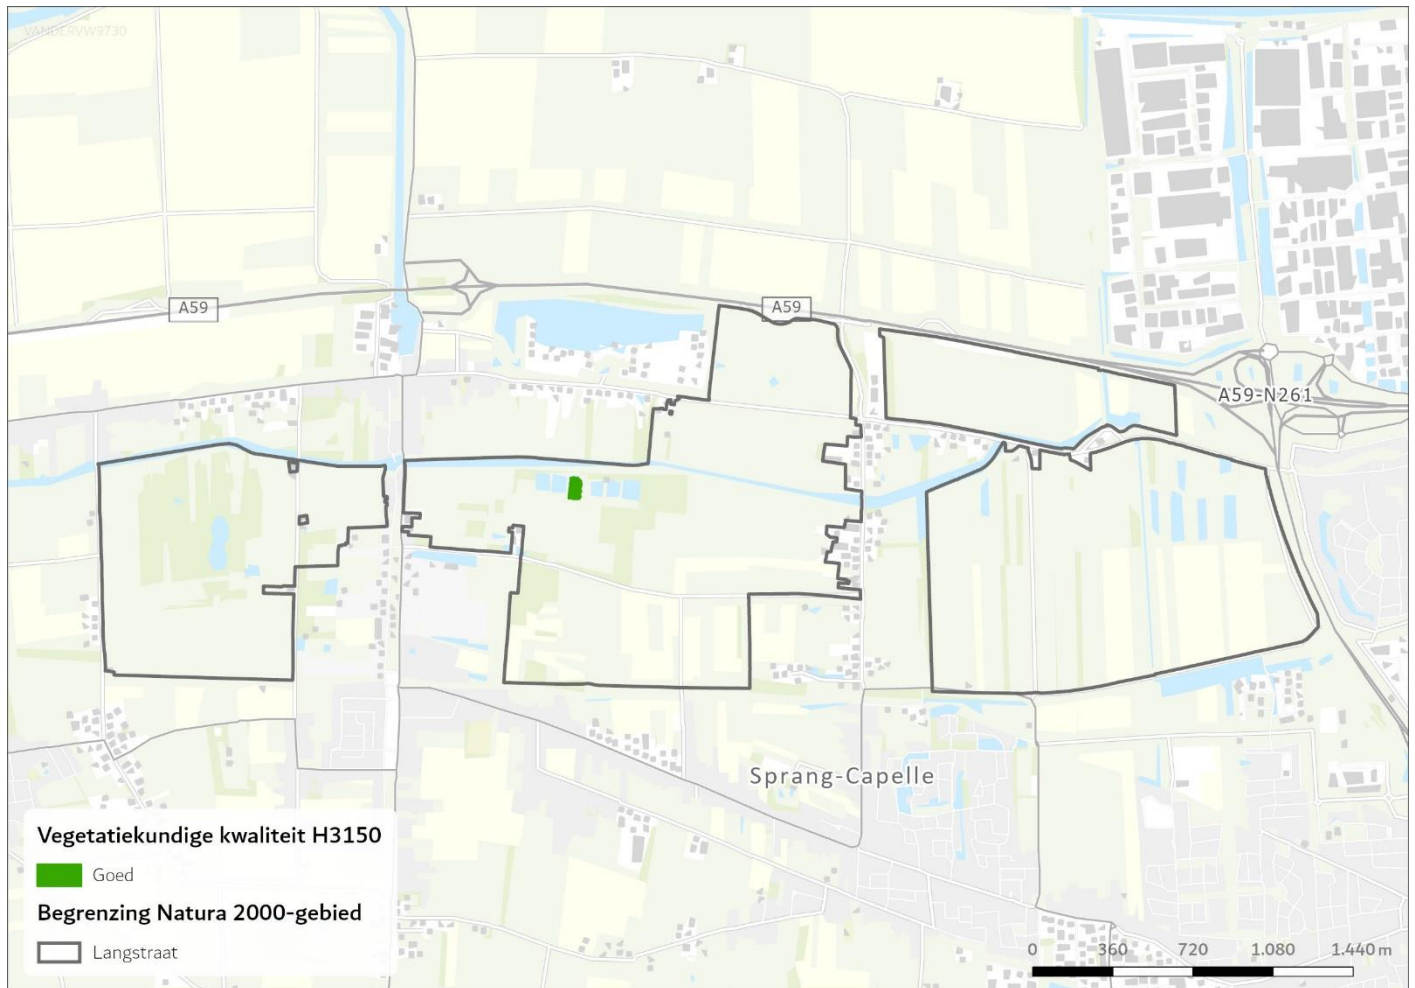 VANDERVW9730
A59
A59
A59-N261
Sprang-Capelle
Vegetatiekundige kwaliteit H3150
Goed
Begrenzing Natura 2000-gebied
Langstraat
0 360 720 1.080 1.440 m